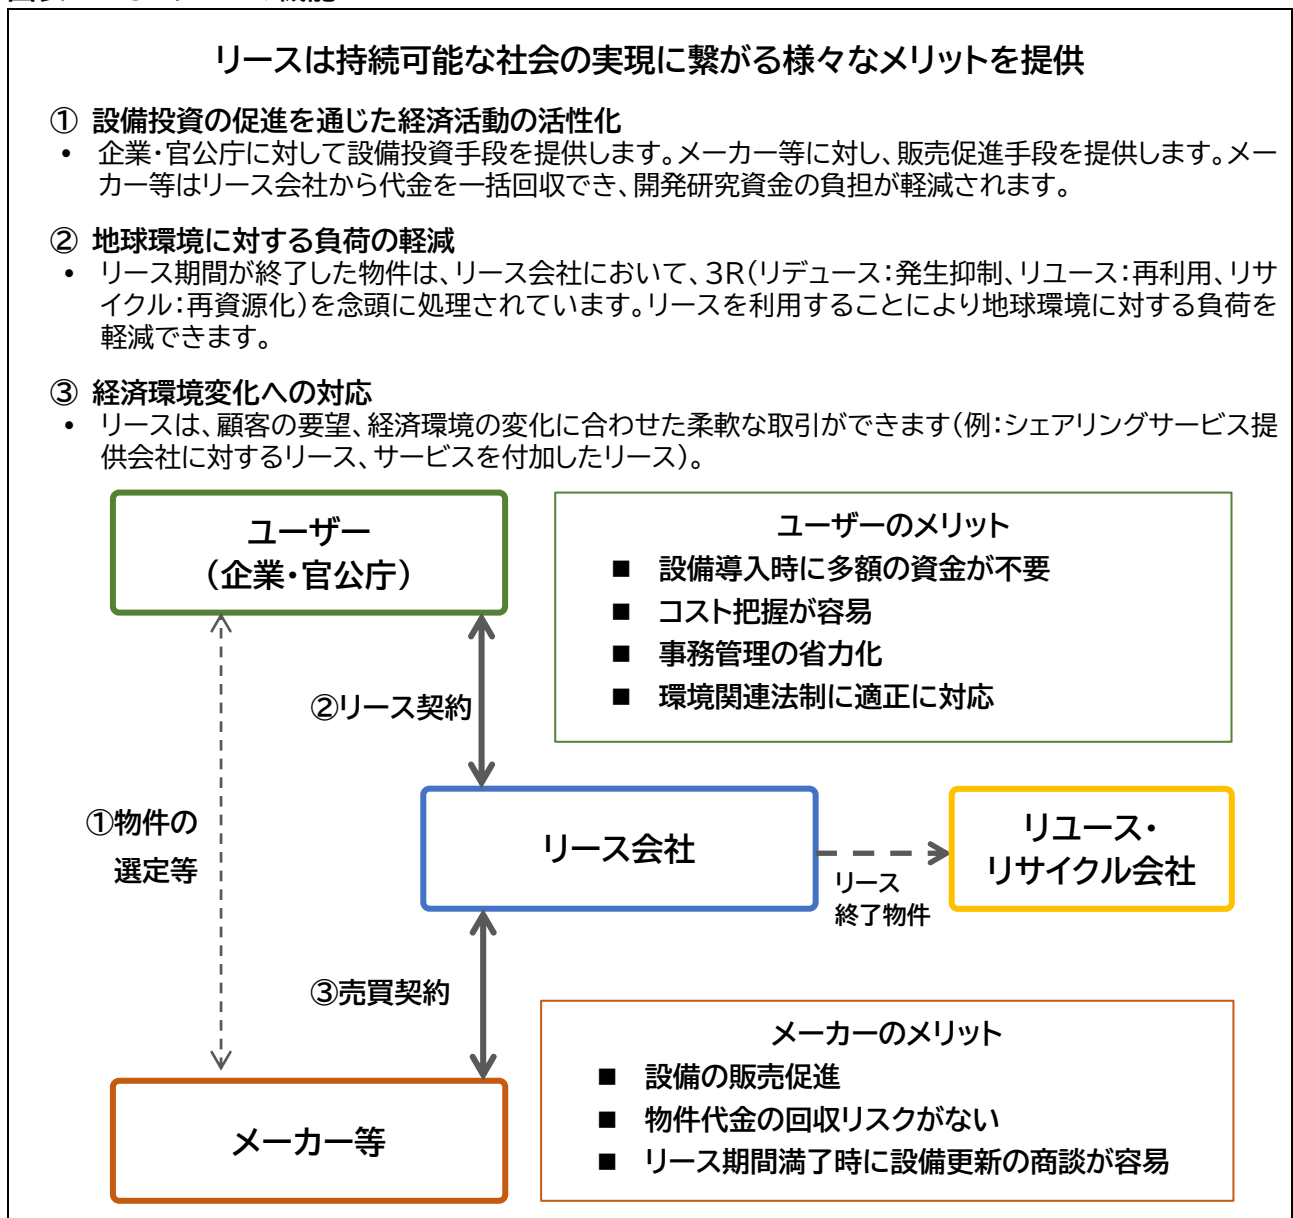 リースは持続可能な社会の実現に繋がる様々なメリットを提供
① 設備投資の促進を通じた経済活動の活性化
• 企業・官公庁に対して設備投資手段を提供します。メーカー等に対し、販売促進手段を提供します。メー
カー等はリース会社から代金を一括回収でき、開発研究資金の負担が軽減されます。
② 地球環境に対する負荷の軽減
• リース期間が終了した物件は、リース会社において、3R(リデュース:発生抑制、リユース:再利用、リサ
イクル:再資源化)を念頭に処理されています。リースを利用することにより地球環境に対する負荷を
軽減できます。
③ 経済環境変化への対応
• リースは、顧客の要望、経済環境の変化に合わせた柔軟な取引ができます(例:シェアリングサービス提
供会社に対するリース、サービスを付加したリース)。
ユーザー
(企業・官公庁)
ユーザーのメリット
■ 設備導入時に多額の資金が不要
■ コスト把握が容易
■ 事務管理の省力化
■ 環境関連法制に適正に対応
②リース契約
①物件の
選定等
リース会社
リース
終了物件
リユース・
リサイクル会社
③売買契約
メーカー等
メーカーのメリット
■ 設備の販売促進
■ 物件代金の回収リスクがない
■ リース期間満了時に設備更新の商談が容易